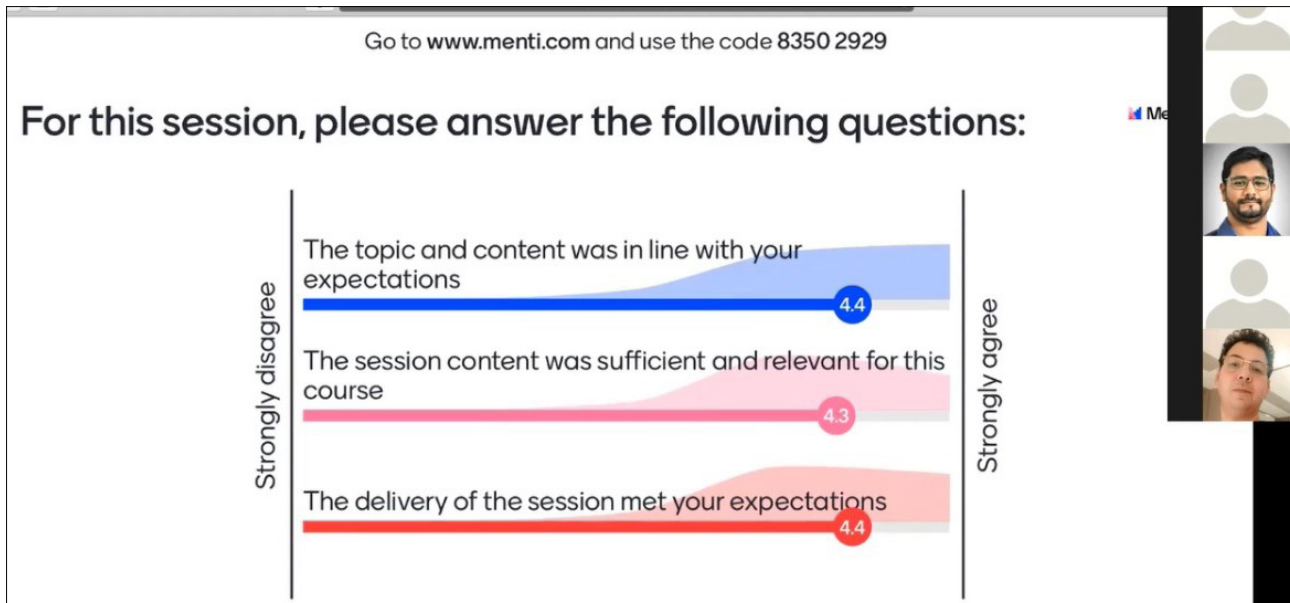 Go to www.menti.com and use the code 8350 2929
For this session, please answer the following questions:
Me
Strongly disagree
The topic and content was in line with your
expectations
4.4
The session content was sufficient and relevant for this
course
4.3
The delivery of the session met your expectations
4.4
Strongly agree